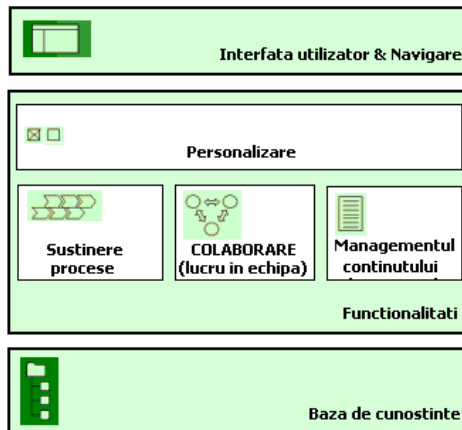 Interfata utilizator & Navigare
Personalizare
Sustinere
procese
COLABORARE
(lucru in echipa)
Managementul
continutului
Functionalitati
Baza de cunostinte